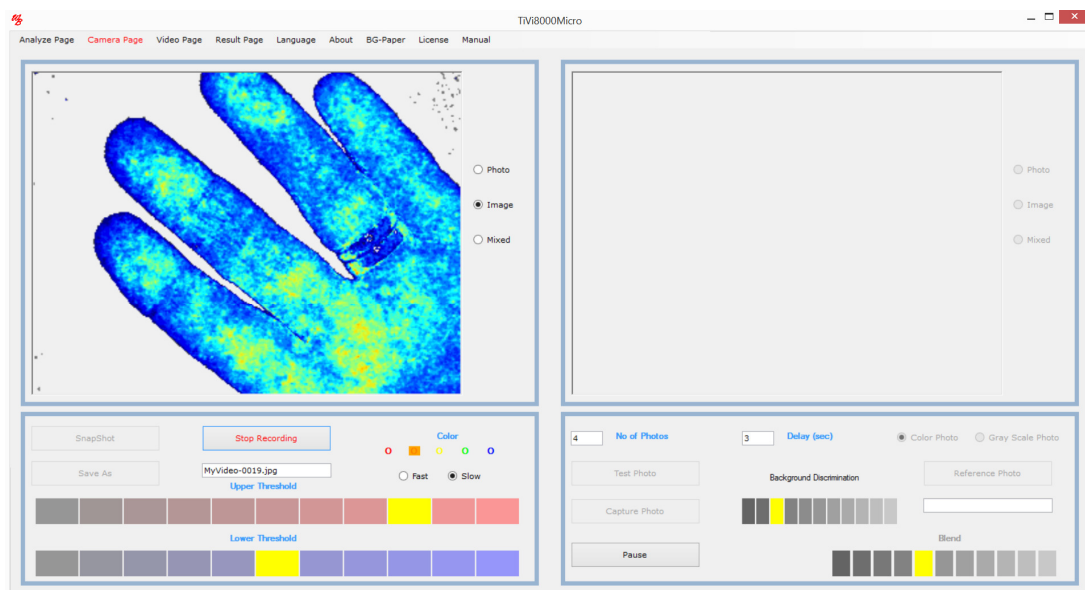 TiVi8000Micro
Analyze Page Camera Page Video Page Result Page Language About BG-Paper License Manual
Photo
Image
Mixed
Photo
Image
Mixed
SnapShot
Stop Recording
Color
O O O O
Save As
MyVideo-0019.jpg
Fast
Slow
Upper Threshold
Lower Threshold
4 No of Photos
3 Delay (sec)
Color Photo
Gray Scale Photo
Test Photo
Background Discrimination
Reference Photo
Capture Photo
Pause
Blend